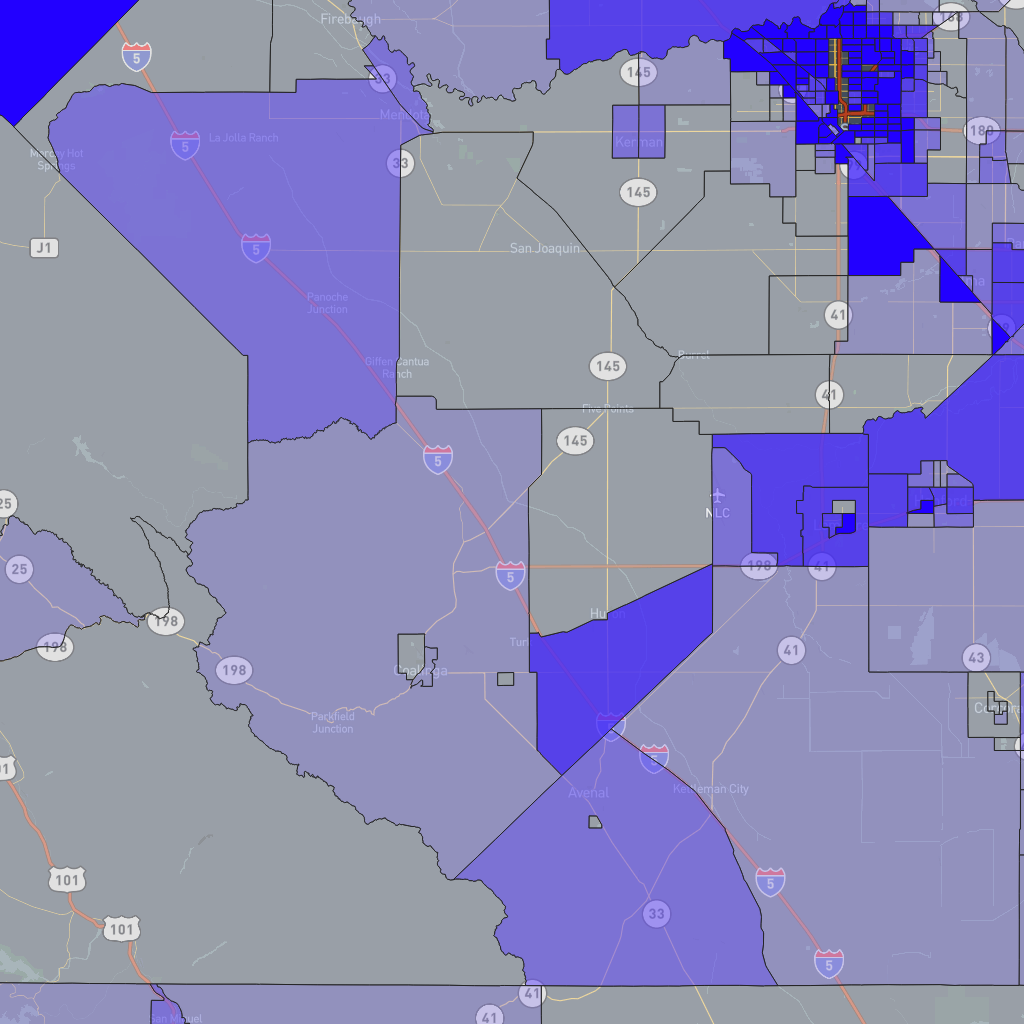 Firebaugh
188
5
145
33
Mendota
180
La Jolla Ranch
5
Kerman
Mercey Hot
Springs
33
145
J1
5
San Joaquin
Panoche
Junction
41
Burrel
Giffen Cantua
Ranch
145
41
Five Points
145
5
NLC
25
198
41
25
5
Huron
198
198
41
43
198
Coalinga
Parkfield
Junction
5
5
Avenal
Kettleman City
101
5
101
33
5
41
41
San Miguel